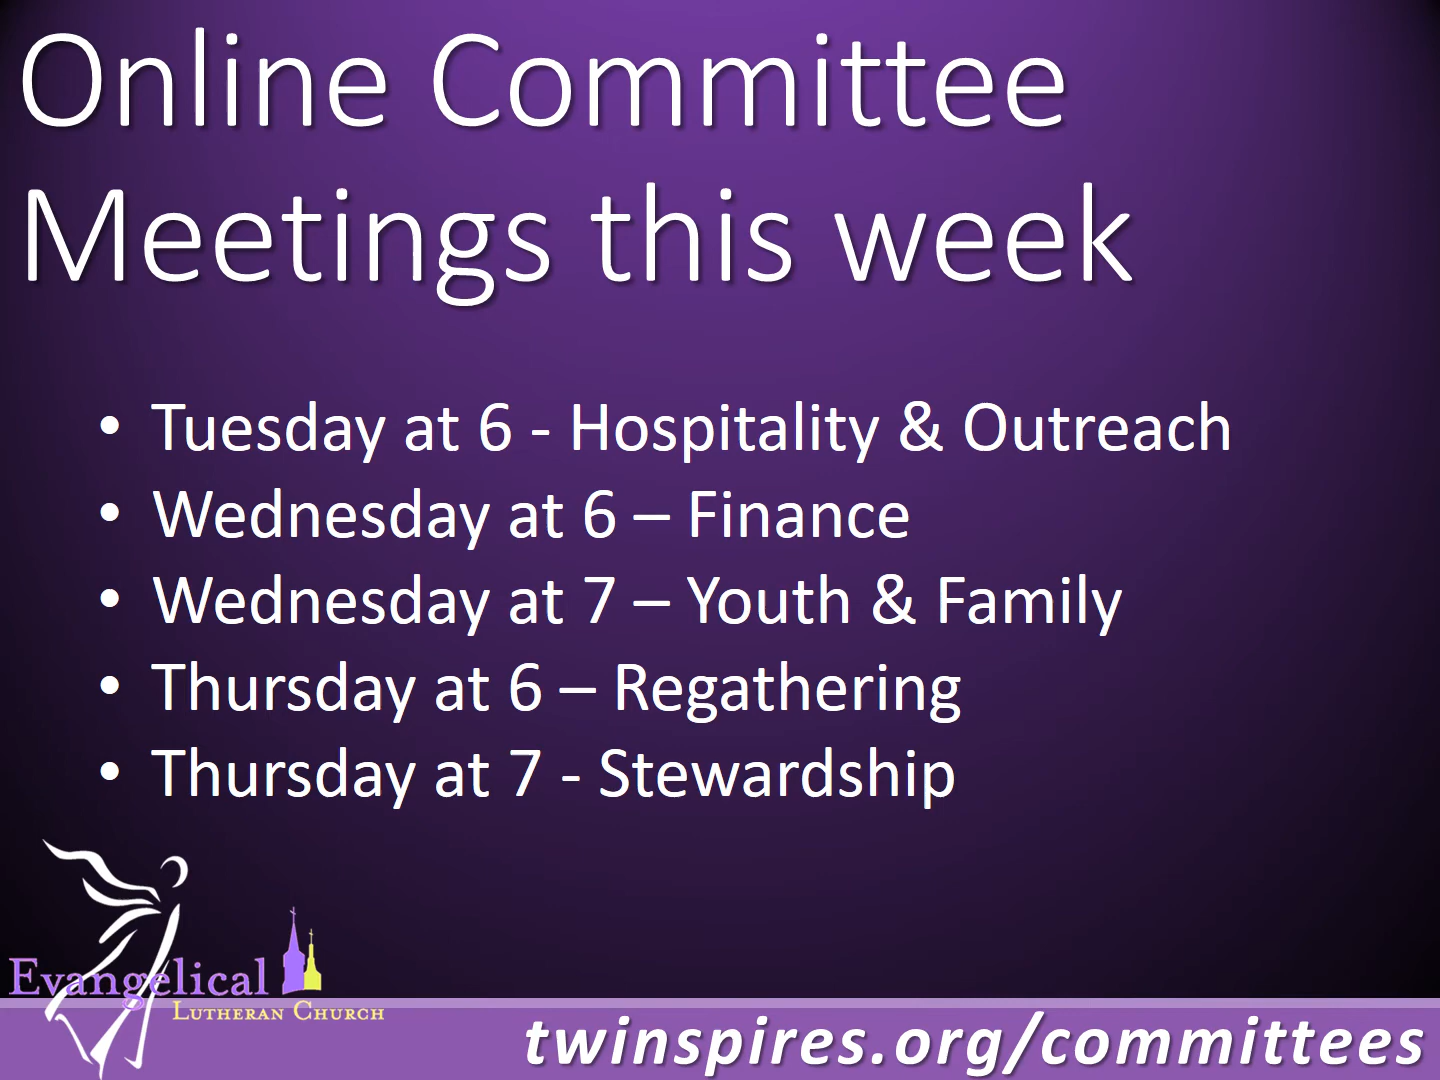 Online Committee
Meetings this week
• Tuesday at 6 - Hospitality & Outreach
• Wednesday at 6 – Finance
• Wednesday at 7 – Youth & Family
• Thursday at 6 – Regathering
• Thursday at 7 - Stewardship
Evangelical
Lutheran Church
twinspires.org/committees